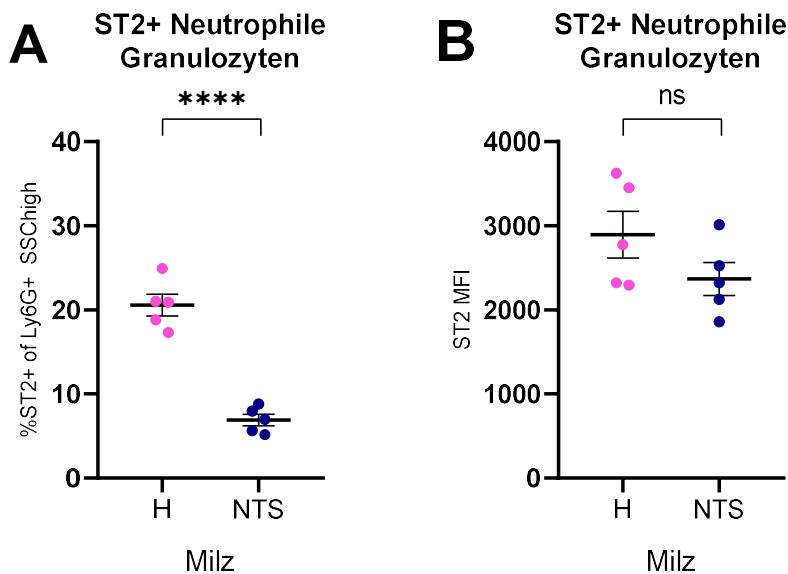 A
ST2+ Neutrophile
Granulozyten
****
%ST2+ of Ly6G+ SSChigh
40
30
20
10
0
H NTS
Milz
B
ST2+ Neutrophile
Granulozyten
ns
ST2 MFI
4000
3000
2000
1000
0
H NTS
Milz